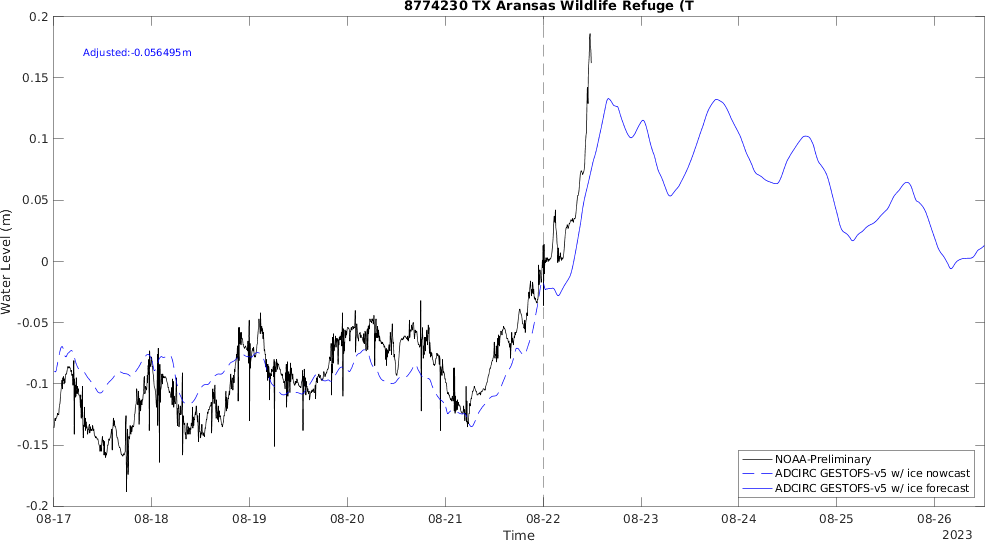 8774230 TX Aransas Wildlife Refuge (T
0.2
Adjusted:-0.056495m
0.15
0.1
0.05
0
-0.05
-0.1
-0.15
-0.2
Water Level (m)
NOAA-Preliminary
ADCIRC GESTOFS-v5 w/ ice nowcast
ADCIRC GESTOFS-v5 w/ ice forecast
08-17 08-18 08-19 08-20 08-21 08-22 08-23 08-24 08-25 08-26
Time
2023